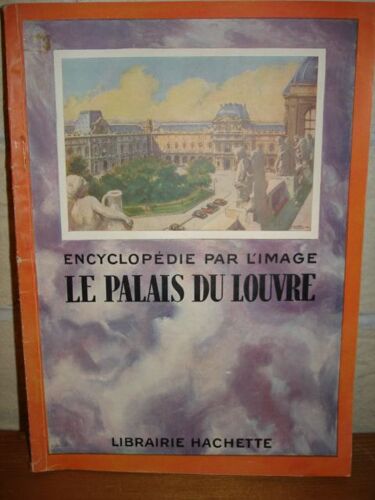 ENCYCLOPÉDIE PAR L'IMAGE
LE PALAIS DU LOUVRE
LIBRAIRIE HACHETTE